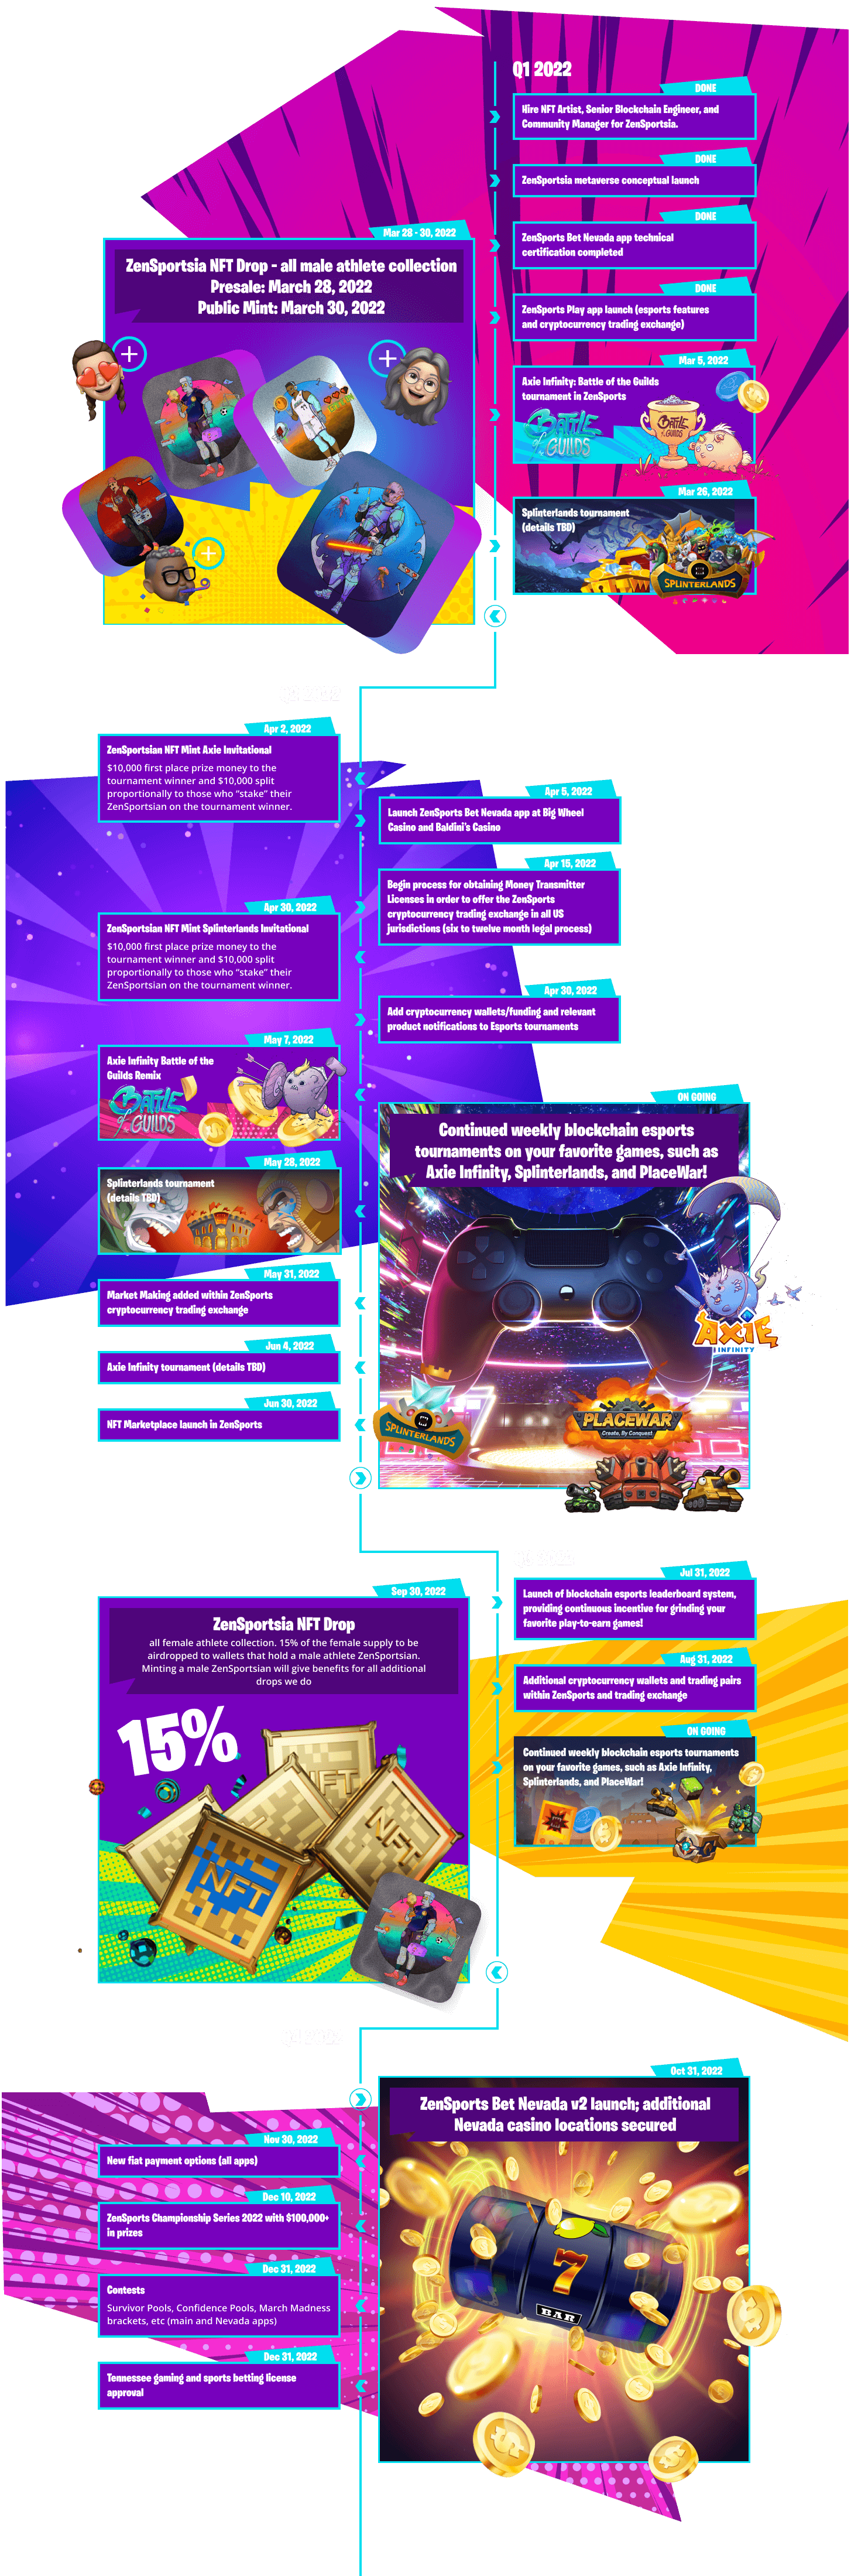 Q1 2022
DONE
Hire NFT Artist, Senior Blockchain Engineer, and
Community Manager for ZenSportsia.
DONE
ZenSportsia metaverse conceptual launch
DONE
ZenSports Bet Nevada app technical
certification completed
DONE
ZenSports Play app launch (esports features
and cryptocurrency trading exchange)
Mar 5, 2022
Axie Infinity: Battle of the Guilds
tournament in ZenSports
BATTLE
of GUILDS
BATTLE
of GUILDS
Mar 26, 2022
Splinterlands tournament
(details TBD)
SPLINTERLANDS
Mar 28 - 30, 2022
ZenSportsia NFT Drop - all male athlete collection
Presale: March 28, 2022
Public Mint: March 30, 2022
Apr 2, 2022
ZenSportsian NFT Mint Axie Invitational
$10,000 first place prize money to the
tournament winner and $10,000 split
proportionally to those who “stake” their
ZenSportsian on the tournament winner.
Apr 5, 2022
Launch ZenSports Bet Nevada app at Big Wheel
Casino and Baldini's Casino
Apr 15, 2022
Begin process for obtaining Money Transmitter
Licenses in order to offer the ZenSports
cryptocurrency trading exchange in all US
jurisdictions (six to twelve month legal process)
Apr 30, 2022
ZenSportsian NFT Mint Splinterlands Invitational
$10,000 first place prize money to the
tournament winner and $10,000 split
proportionally to those who “stake” their
ZenSportsian on the tournament winner.
Apr 30, 2022
Add cryptocurrency wallets/funding and relevant
product notifications to Esports tournaments
May 7, 2022
Axie Infinity Battle of the
Guilds Remix
BATTLE
of GUILDS
May 28, 2022
Splinterlands tournament
(details TBD)
May 31, 2022
Market Making added within ZenSports
cryptocurrency trading exchange
Jun 4, 2022
Axie Infinity tournament (details TBD)
Jun 30, 2022
NFT Marketplace launch in ZenSports
ON GOING
Continued weekly blockchain esports
tournaments on your favorite games, such as
Axie Infinity, Splinterlands, and PlaceWar!
AXIE
INFINITY
SPLINTERLANDS
PLACEWAR
Create, By Conquest
Jul 31, 2022
Launch of blockchain esports leaderboard system,
providing continuous incentive for grinding your
favorite play-to-earn games!
Aug 31, 2022
Additional cryptocurrency wallets and trading pairs
within ZenSports and trading exchange
ON GOING
Continued weekly blockchain esports tournaments
on your favorite games, such as Axie Infinity,
Splinterlands, and PlaceWar!
Sep 30, 2022
ZenSportsia NFT Drop
all female athlete collection. 15% of the female supply to be
airdropped to wallets that hold a male athlete ZenSportsian.
Minting a male ZenSportsian will give benefits for all additional
drops we do
15%
NFT
NFT
NFT
Oct 31, 2022
ZenSports Bet Nevada v2 launch; additional
Nevada casino locations secured
7
BAR
Nov 30, 2022
New fiat payment options (all apps)
Dec 10, 2022
ZenSports Championship Series 2022 with $100,000+
in prizes
Dec 31, 2022
Contests
Survivor Pools, Confidence Pools, March Madness
brackets, etc (main and Nevada apps)
Dec 31, 2022
Tennessee gaming and sports betting license
approval